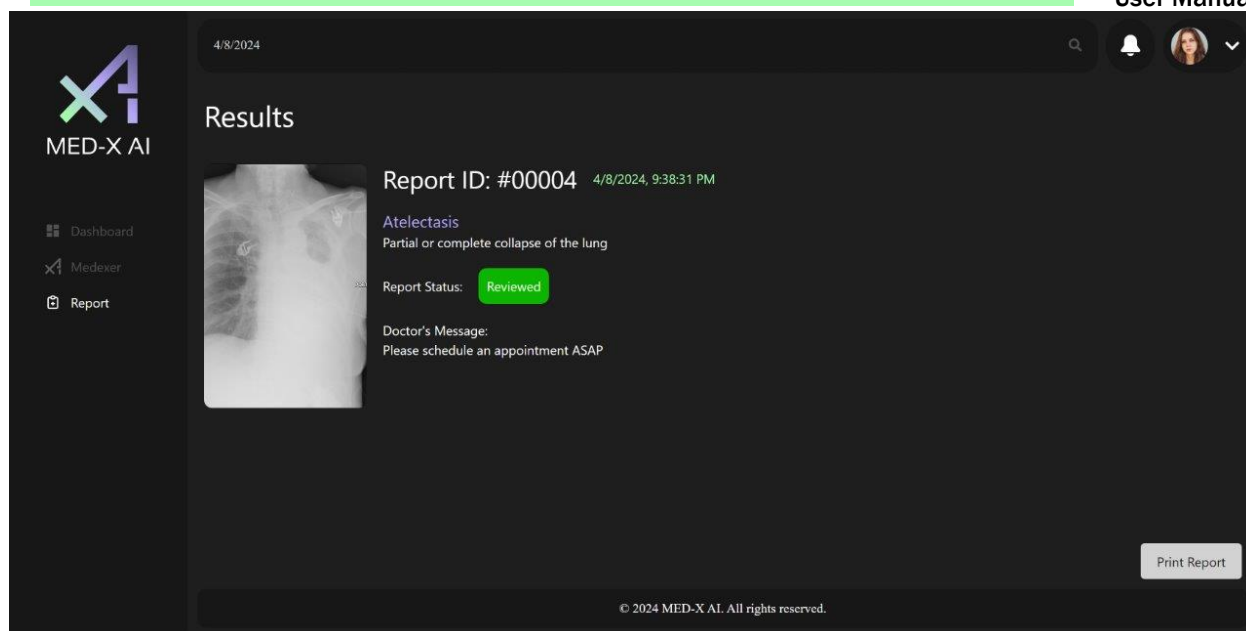 User Manua
4/8/2024
MED-X AI
Results
Report ID: #00004 4/8/2024, 9:38:31 PM
Atelectasis
Partial or complete collapse of the lung
Dashboard
Medexer
Report
Report Status: Reviewed
Doctor's Message:
Please schedule an appointment ASAP
Print Report
© 2024 MED-X AI. All rights reserved.